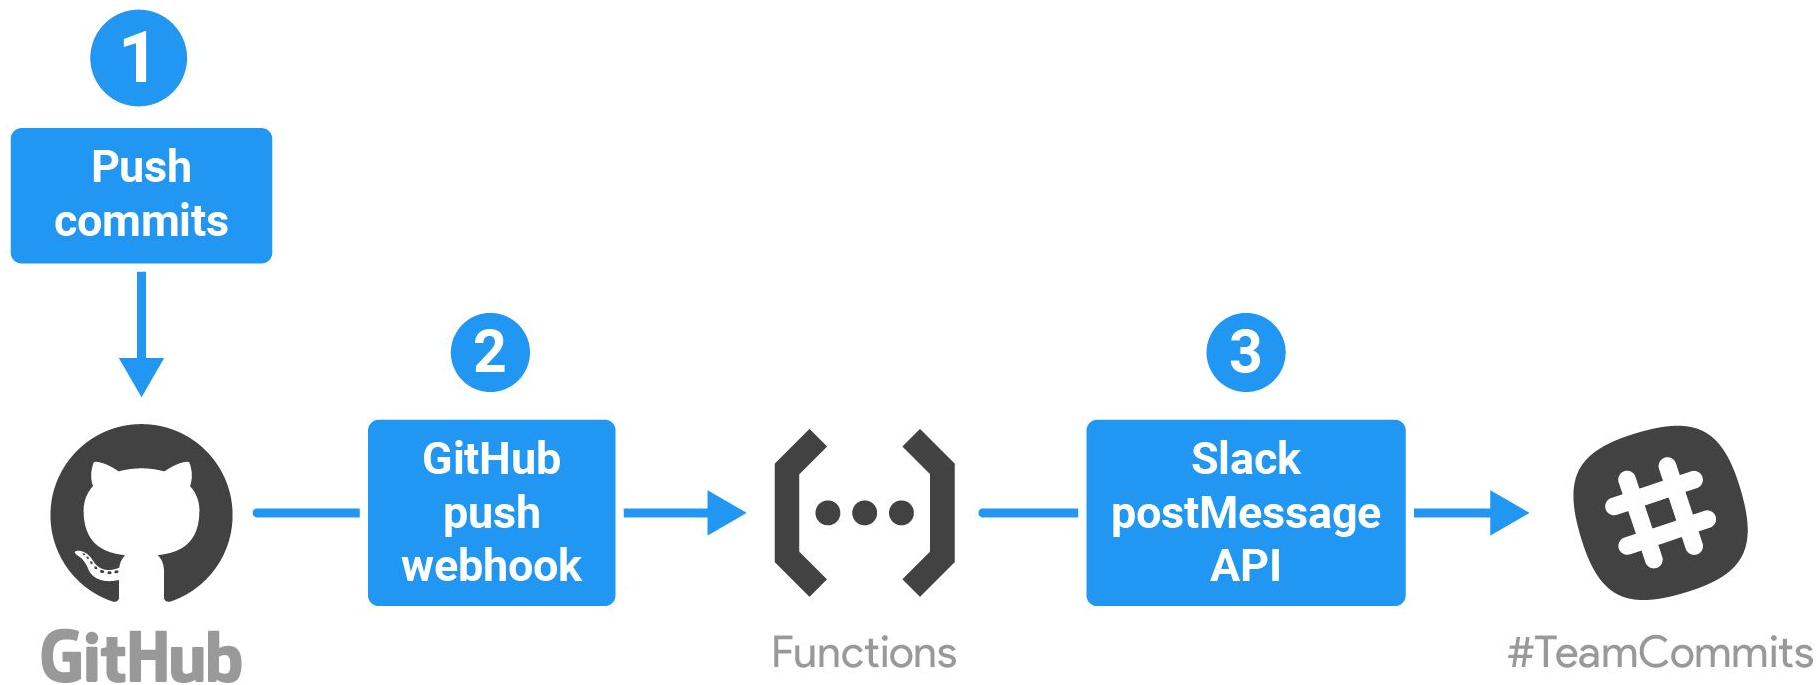 1
Push
commits
2
GitHub
push
webhook
3
Slack
postMessage
API
GitHub
Functions
#TeamCommits